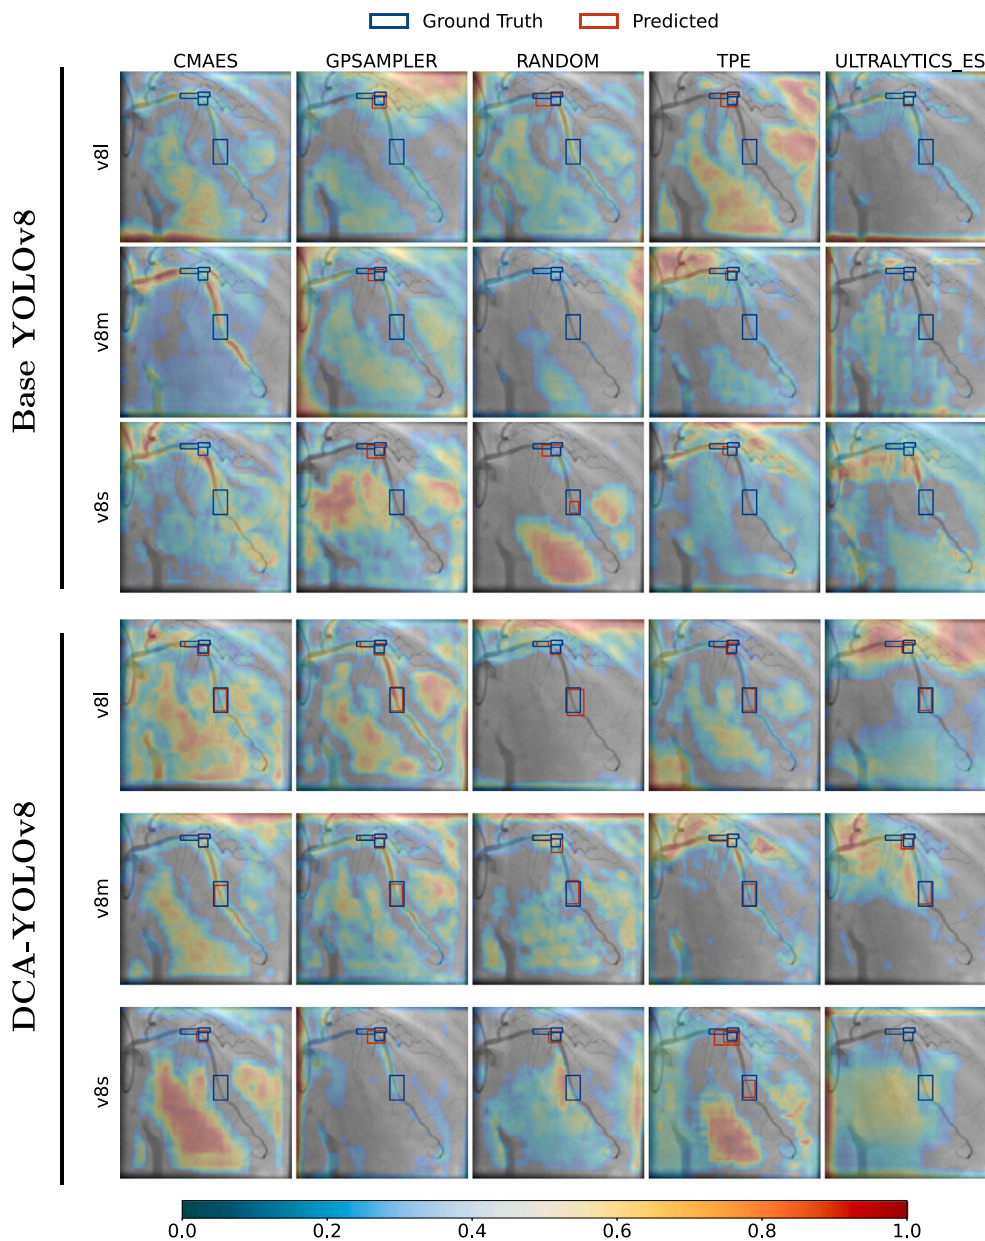 Ground Truth Predicted
CMAES GPSAMPLER RANDOM TPE ULTRALYTICS_ES
Base YOLOv8
v8l
v8m
v8s
DCA-YOLOv8
v8l
v8m
v8s
0.0 0.2 0.4 0.6 0.8 1.0